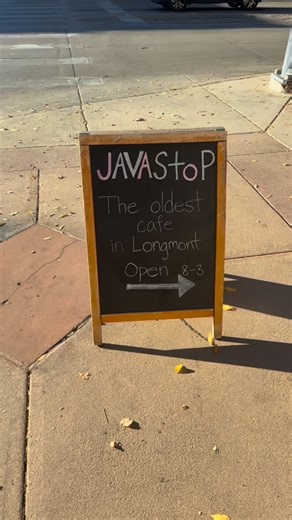 JAVASToP
The oldest
cafe
in Longmont
Open 8-3